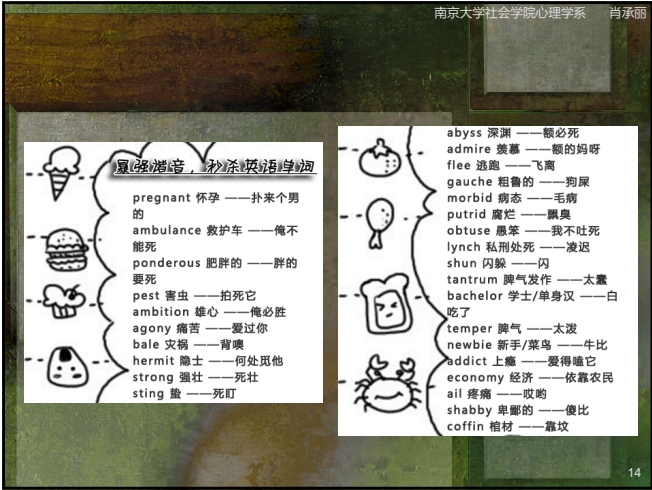 南京大学社会学院心理学系 肖承丽
暴强谐音，秒杀英语单词
pregnant 怀孕 ——扑来个男
的
ambulance 救护车 ——俺不
能死
ponderous 肥胖的 ——胖的
要死
pest 害虫 ——拍死它
ambition 雄心 ——俺必胜
agony 痛苦 ——爱过你
bale 灾祸 ——背噢
hermit 隐士 ——何处觅他
strong 强壮 ——死壮
sting 蛰 ——死盯
abyss 深渊 ——额必死
admire 羡慕 ——额的妈呀
flee 逃跑 ——飞离
gauche 粗鲁的 ——狗屎
morbid 病态 ——毛病
putrid 腐烂 ——飘臭
obtuse 愚笨 ——我不吐死
lynch 私刑处死 ——凌迟
shun 闪躲 ——闪
tantrum 脾气发作 ——太蠢
bachelor 学士/单身汉 ——白
吃了
temper 脾气 ——太泼
newbie 新手/菜鸟 ——牛比
addict 上瘾 ——爱得嗑它
economy 经济 ——依靠农民
ail 疼痛 ——哎哟
shabby 卑鄙的 ——傻比
coffin 棺材 ——靠坟
14